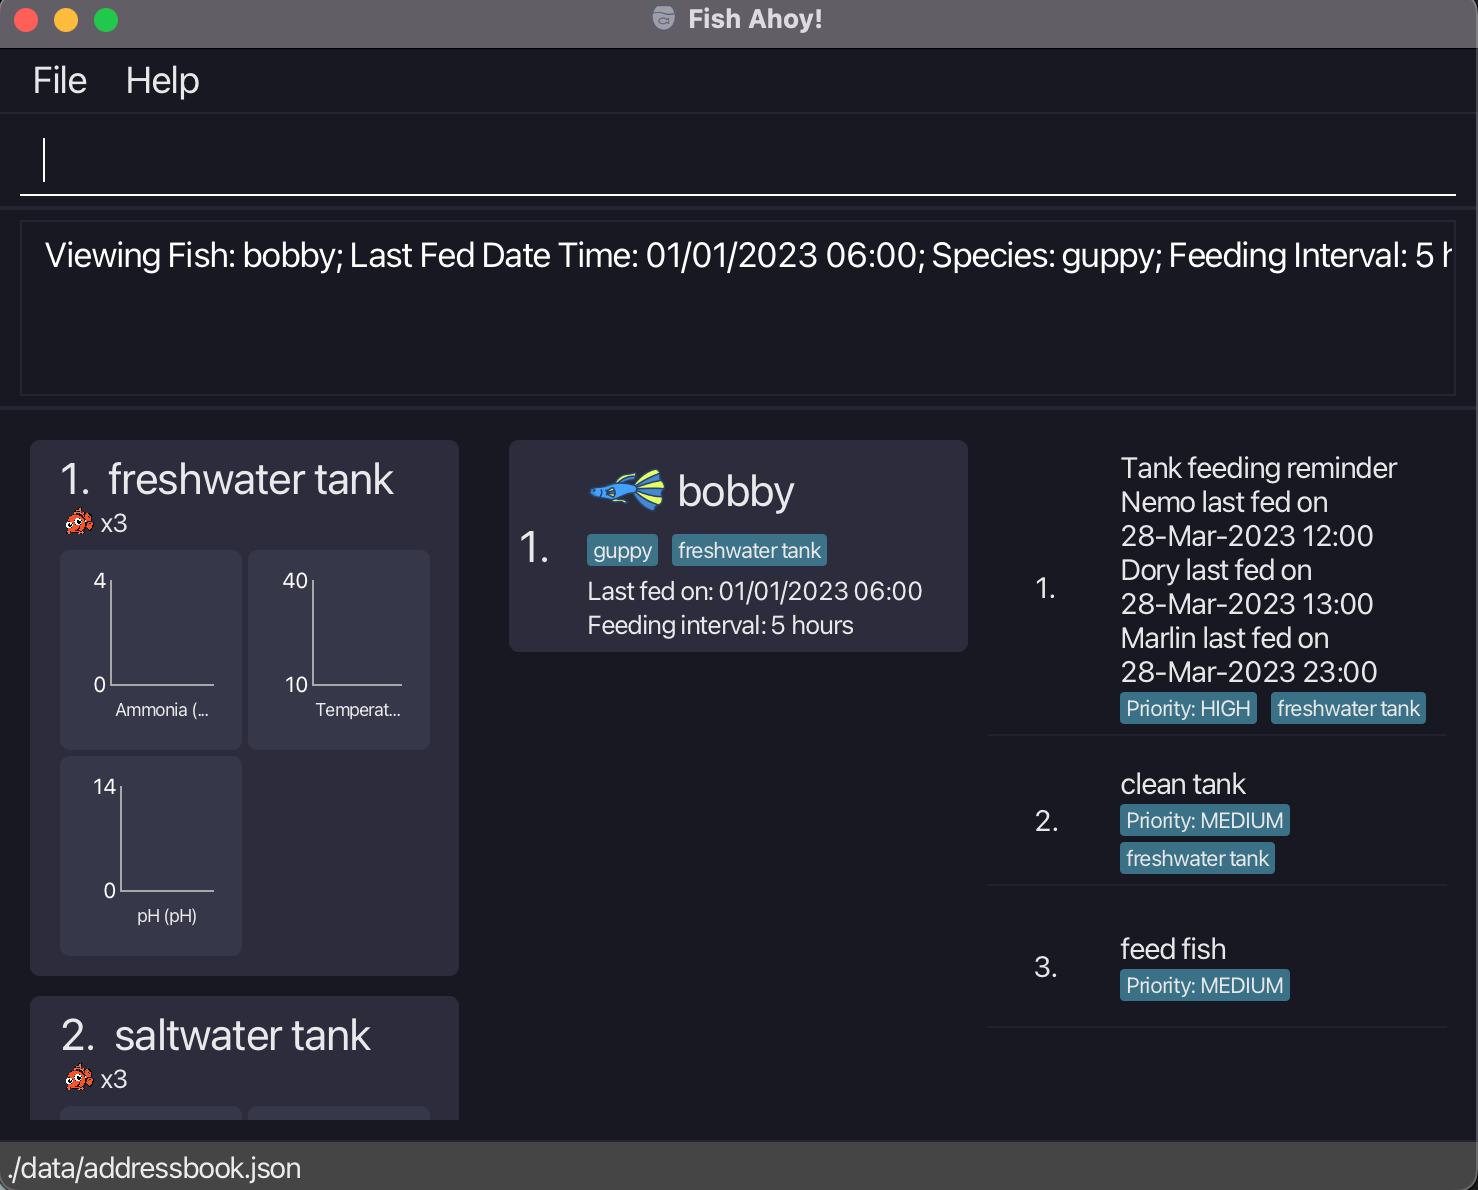 Fish Ahoy!
File Help
Viewing Fish: bobby; Last Fed Date Time: 01/01/2023 06:00; Species: guppy; Feeding Interval: 5 h
1. freshwater tank
x3
4
0
Ammonia (...
40
10
Temperat...
14
0
pH (pH)
2. saltwater tank
x3
1.
bobby
guppy freshwater tank
Last fed on: 01/01/2023 06:00
Feeding interval: 5 hours
1.
Tank feeding reminder
Nemo last fed on
28-Mar-2023 12:00
Dory last fed on
28-Mar-2023 13:00
Marlin last fed on
28-Mar-2023 23:00
Priority: HIGH freshwater tank
2.
clean tank
Priority: MEDIUM
freshwater tank
3.
feed fish
Priority: MEDIUM
./data/addressbook.json